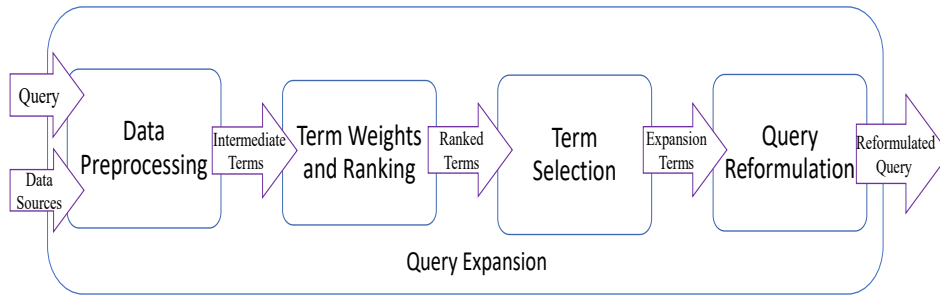 Query
Data
Sources
Data
Preprocessing
Intermediate
Terms
Term Weights
and Ranking
Ranked
Terms
Term
Selection
Expansion
Terms
Query
Reformulation
Reformulated
Query
Query Expansion